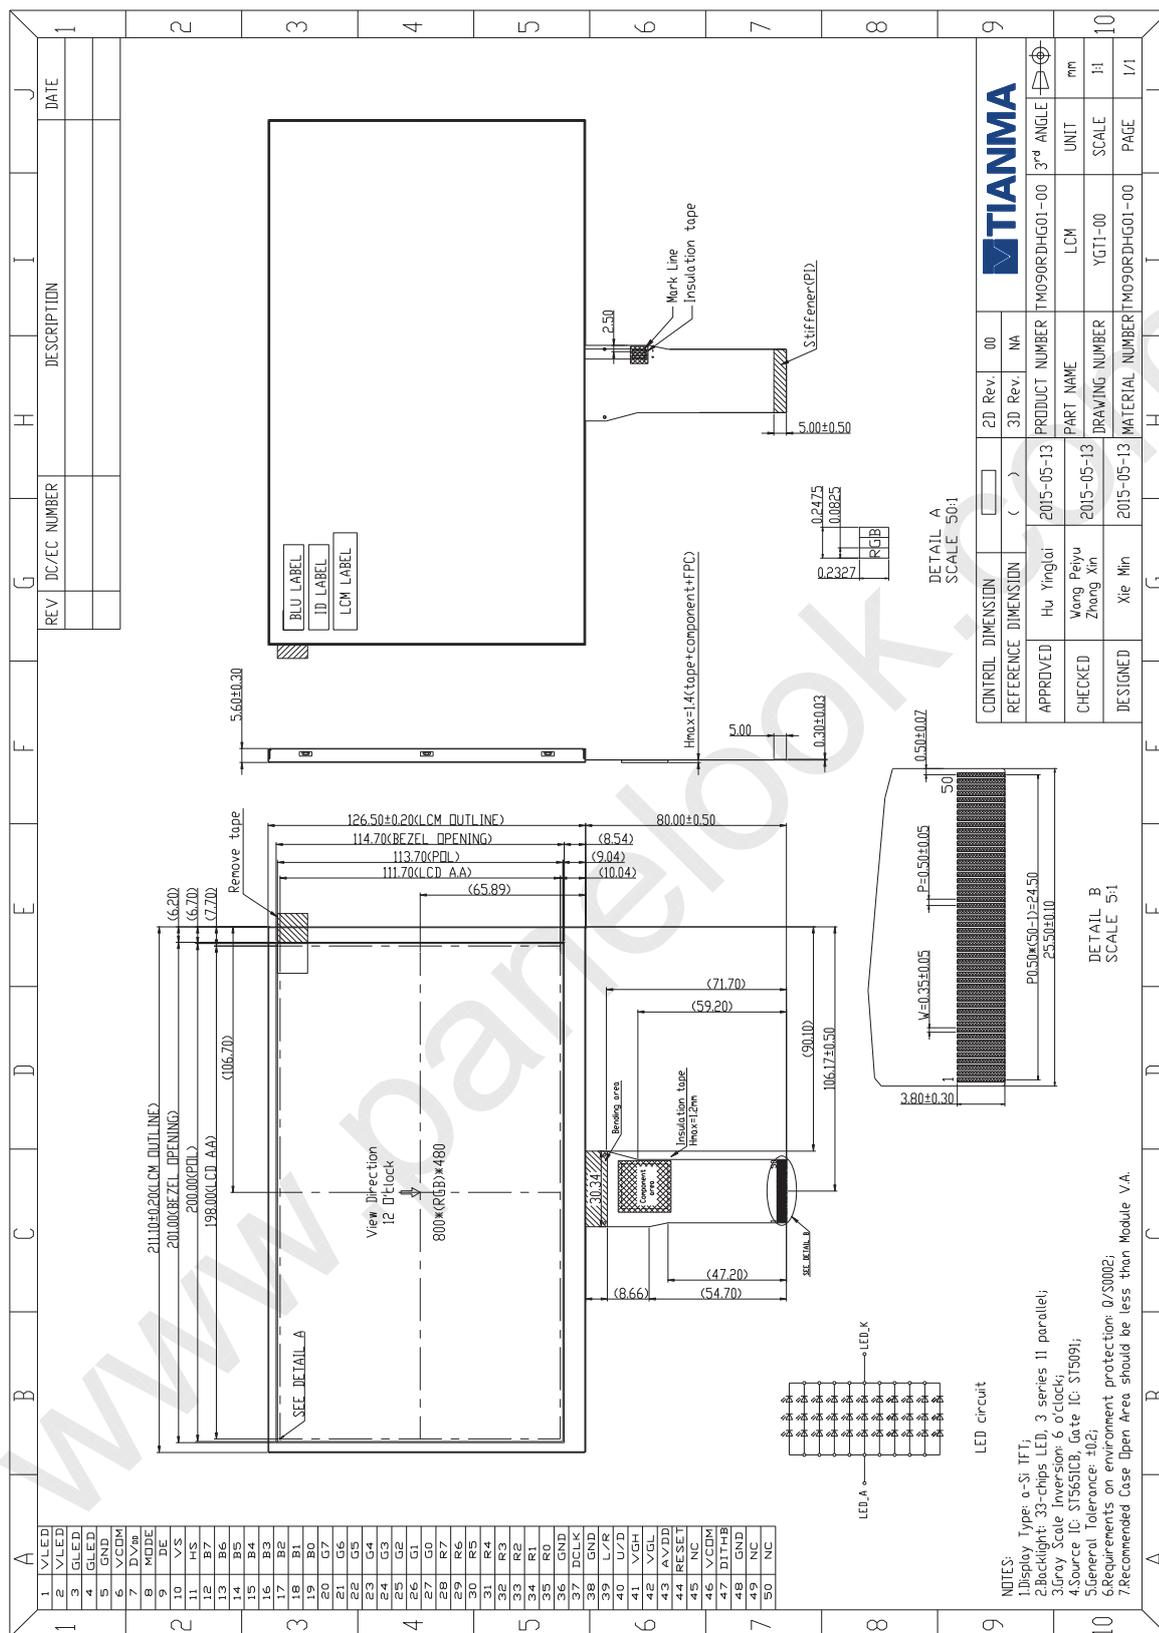 1 2 3 4 5 6 7 8 9 10
A B C D E F G H I J
REV DC/EC NUMBER DESCRIPTION DATE
211.10±0.20(LCM OUTLINE)
201.00(BEZEL OPENING)
200.00(POL)
198.00(LCD A.A)
(106.70)
(6.20)
(6.70)
(7.70)
Remove tape
126.50±0.20(LCM OUTLINE)
114.70(BEZEL OPENING)
113.70(POL)
111.70(LCD A.A)
(65.89)
80.00±0.50
(8.54)
(9.04)
(10.04)
SEE DETAIL A
View Direction
12 O'clock
800*(RGB)*480
5.60±0.30
BLU LABEL
ID LABEL
LCM LABEL
2.50
Mark Line
Insulation tape
Stiffener(PI)
5.00±0.50
Hmax=1.4(tape+component+FPC)
5.00
0.30±0.03
30.34
Bending area
Component
area
Insulation tape
Hmax=1.2mm
(71.70)
(59.20)
(90.10)
106.17±0.50
(8.66)
(47.20)
(54.70)
SEE DETAIL B
0.2475
0.0825
0.2327
RGB
DETAIL A
SCALE 50:1
W=0.35±0.05
P=0.50±0.05
0.50±0.07
1
50
3.80±0.30
P0.50*(50-1)=24.50
25.50±0.10
DETAIL B
SCALE 5:1
LED_A
LED_K
LED circuit
1 VLED
2 VLED
3 GLED
4 GLED
5 GND
6 VCOM
7 DVDD
8 MODE
9 DE
10 VS
11 HS
12 B7
13 B6
14 B5
15 B4
16 B3
17 B2
18 B1
19 B0
20 G7
21 G6
22 G5
23 G4
24 G3
25 G2
26 G1
27 G0
28 R7
29 R6
30 R5
31 R4
32 R3
33 R2
34 R1
35 R0
36 GND
37 DCLK
38 GND
39 L/R
40 U/D
41 VGH
42 VGL
43 AVDD
44 RESET
45 NC
46 VCOM
47 DITHB
48 GND
49 NC
50 NC
NOTES:
1.Display Type: a-Si TFT;
2.Backlight: 33-chips LED, 3 series 11 parallel;
3.Gray Scale Inversion: 6 o'clock;
4.Source IC: ST5651CB, Gate IC: ST5091;
5.General Tolerance: ±0.2;
6.Requirements on environment protection: Q/S0002;
7.Recommended Case Open Area should be less than Module V.A.
CONTROL DIMENSION 2D Rev. 00
REFERENCE DIMENSION ( ) 3D Rev. NA
TIANMA
APPROVED Hu Yinglai 2015-05-13 PRODUCT NUMBER TM090RDHG01-00 3rd ANGLE
CHECKED Wang Peiyu Zhang Xin 2015-05-13 PART NAME LCM UNIT mm
DRAWING NUMBER YGT1-00 SCALE 1:1
DESIGNED Xie Min 2015-05-13 MATERIAL NUMBER TM090RDHG01-00 PAGE 1/1
www.panelook.com